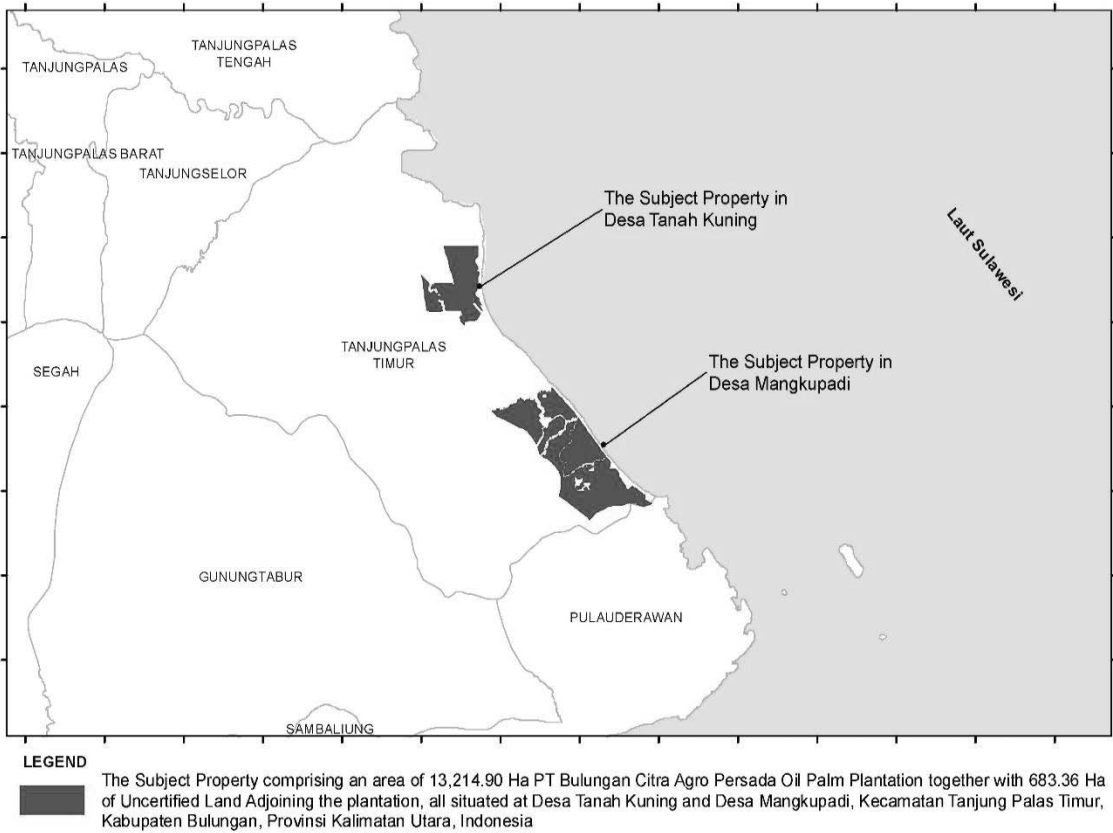 TANJUNGPALAS
TENGAH
TANJUNGPALAS
TANJUNGPALAS BARAT
TANJUNGSELOR
The Subject Property in
Desa Tanah Kuning
Laut Sulawesi
TANJUNGPALAS
TIMUR
The Subject Property in
Desa Mangkupadi
SEGAH
GUNUNGTABUR
PULAUDERAWAN
SAMBALIUNG
LEGEND
The Subject Property comprising an area of 13,214.90 Ha PT Bulungan Citra Agro Persada Oil Palm Plantation together with 683.36 Ha
of Uncertified Land Adjoining the plantation, all situated at Desa Tanah Kuning and Desa Mangkupadi, Kecamatan Tanjung Palas Timur,
Kabupaten Bulungan, Provinsi Kalimatan Utara, Indonesia